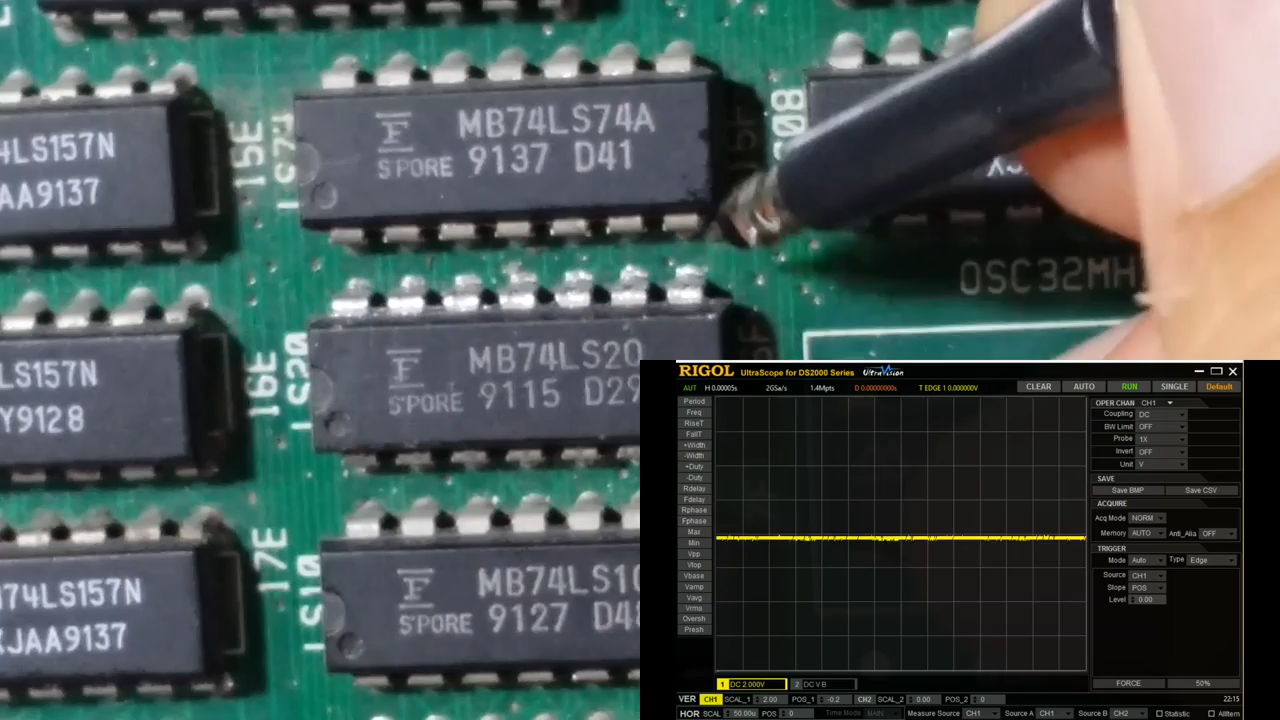 4LS157N
AA9137
15E
LS74
MB74LS74A
S'PORE 9137 D41
15F
OSC32MH
LS157N
Y9128
16E
LS20
MB74LS20
S'PORE 9115 D29
74LS157N
JAA9137
17E
LS10
MB74LS10
S'PORE 9127 D48
RIGOL UltraScope for DS2000 Series UltraVision
AUT H 0.00005s 2GSa/s 1.4Mpts D 0.00000000s T EDGE 1 0.000000V CLEAR AUTO RUN SINGLE Default
Period
Freq
RiseT
FallT
+Width
-Width
+Duty
-Duty
Rdelay
Fdelay
Rphase
Fphase
Max
Min
Vpp
Vtop
Vbase
Vamp
Vavg
Vrms
Oversh
Presh
OPER CHAN CH1
Coupling DC
BW Limit OFF
Probe 1X
Invert OFF
Unit V
SAVE
Save BMP Save CSV
ACQUIRE
Acq Mode NORM
Memory AUTO Anti_Alia OFF
TRIGGER
Mode Auto Type Edge
Source CH1
Slope POS
Level 0.00
FORCE 50%
1 DC 2.000V 2 DC V B
VER CH1 SCAL_1 2.00 POS_1 -0.2 CH2 SCAL_2 0.00 POS_2 0 22:15
HOR SCAL 50.00u POS 0 Time Mode MAIN Measure Source CH1 Source A CH1 Source B CH2 Statistic AllItem